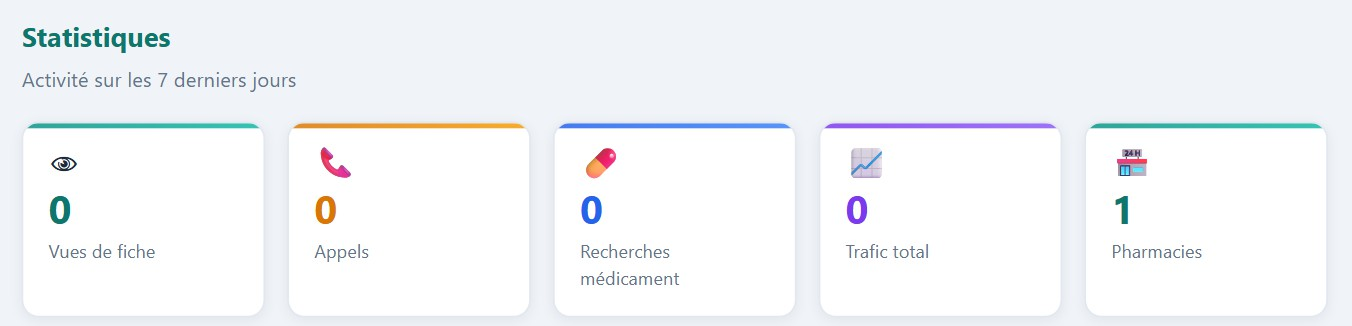 Statistiques
Activité sur les 7 derniers jours
24 H
0
0
0
0
1
Vues de fiche
Appels
Recherches
médicament
Trafic total
Pharmacies